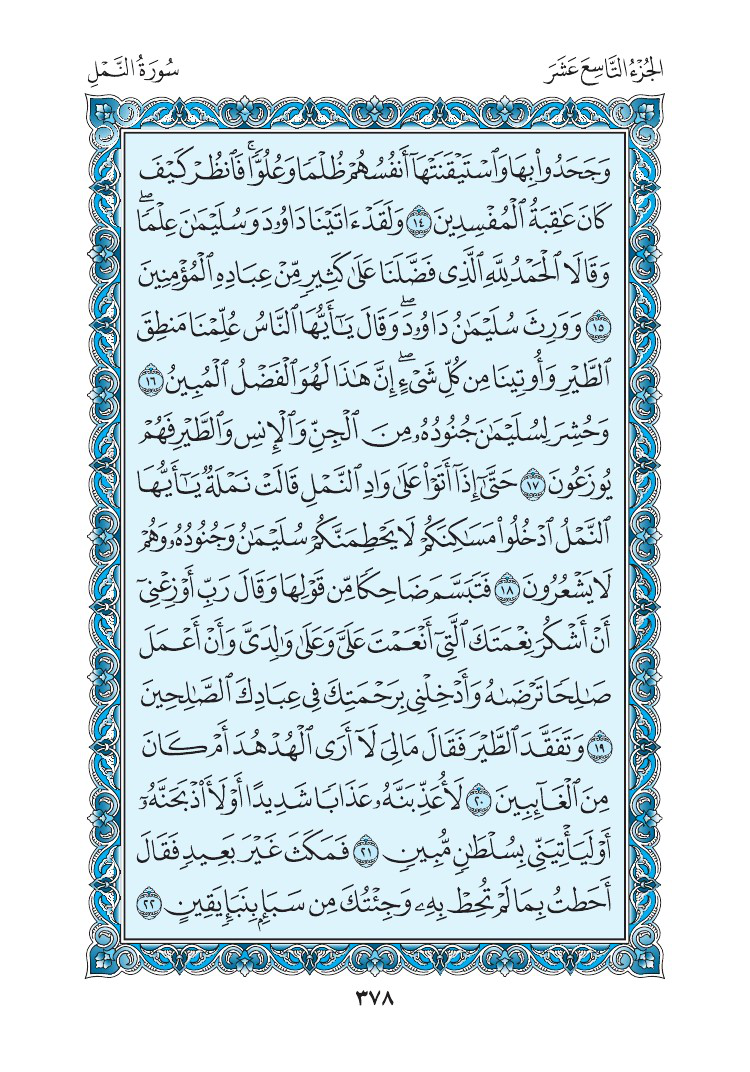 الجُزْءُ التَّاسِعَ عَشَرَ
سُورَةُ النَّمْلِ
وَجَحَدُوا۟ بِهَا وَٱسْتَيْقَنَتْهَآ أَنفُسُهُمْ ظُلْمًا وَعُلُوًّا ۚ فَٱنظُرْ كَيْفَ
كَانَ عَٰقِبَةُ ٱلْمُفْسِدِينَ ١٤ وَلَقَدْ ءَاتَيْنَا دَاوُۥدَ وَسُلَيْمَٰنَ عِلْمًا ۖ
وَقَالَا ٱلْحَمْدُ لِلَّهِ ٱلَّذِى فَضَّلَنَا عَلَىٰ كَثِيرٍ مِّنْ عِبَادِهِ ٱلْمُؤْمِنِينَ
١٥ وَوَرِثَ سُلَيْمَٰنُ دَاوُۥدَ ۖ وَقَالَ يَٰٓأَيُّهَا ٱلنَّاسُ عُلِّمْنَا مَنطِقَ
ٱلطَّيْرِ وَأُوتِينَا مِن كُلِّ شَىْءٍ ۖ إِنَّ هَٰذَا لَهُوَ ٱلْفَضْلُ ٱلْمُبِينُ ١٦
وَحُشِرَ لِسُلَيْمَٰنَ جُنُودُهُۥ مِنَ ٱلْجِنِّ وَٱلْإِنسِ وَٱلطَّيْرِ فَهُمْ
يُوزَعُونَ ١٧ حَتَّىٰٓ إِذَآ أَتَوْا۟ عَلَىٰ وَادِ ٱلنَّمْلِ قَالَتْ نَمْلَةٌ يَٰٓأَيُّهَا
ٱلنَّمْلُ ٱدْخُلُوا۟ مَسَٰكِنَكُمْ لَا يَحْطِمَنَّكُمْ سُلَيْمَٰنُ وَجُنُودُهُۥ وَهُمْ
لَا يَشْعُرُونَ ١٨ فَتَبَسَّمَ ضَاحِكًا مِّن قَوْلِهَا وَقَالَ رَبِّ أَوْزِعْنِىٓ
أَنْ أَشْكُرَ نِعْمَتَكَ ٱلَّتِىٓ أَنْعَمْتَ عَلَىَّ وَعَلَىٰ وَٰلِدَىَّ وَأَنْ أَعْمَلَ
صَٰلِحًا تَرْضَىٰهُ وَأَدْخِلْنِى بِرَحْمَتِكَ فِى عِبَادِكَ ٱلصَّٰلِحِينَ
١٩ وَتَفَقَّدَ ٱلطَّيْرَ فَقَالَ مَالِىَ لَآ أَرَى ٱلْهُدْهُدَ أَمْ كَانَ
مِنَ ٱلْغَآئِبِينَ ٢٠ لَأُعَذِّبَنَّهُۥ عَذَابًا شَدِيدًا أَوْ لَأَا۟ذْبَحَنَّهُۥٓ
أَوْ لَيَأْتِيَنِّى بِسُلْطَٰنٍ مُّبِينٍ ٢١ فَمَكَثَ غَيْرَ بَعِيدٍ فَقَالَ
أَحَطتُ بِمَا لَمْ تُحِطْ بِهِۦ وَجِئْتُكَ مِن سَبَإٍۭ بِنَبَإٍ يَقِينٍ ٢٢
٣٧٨